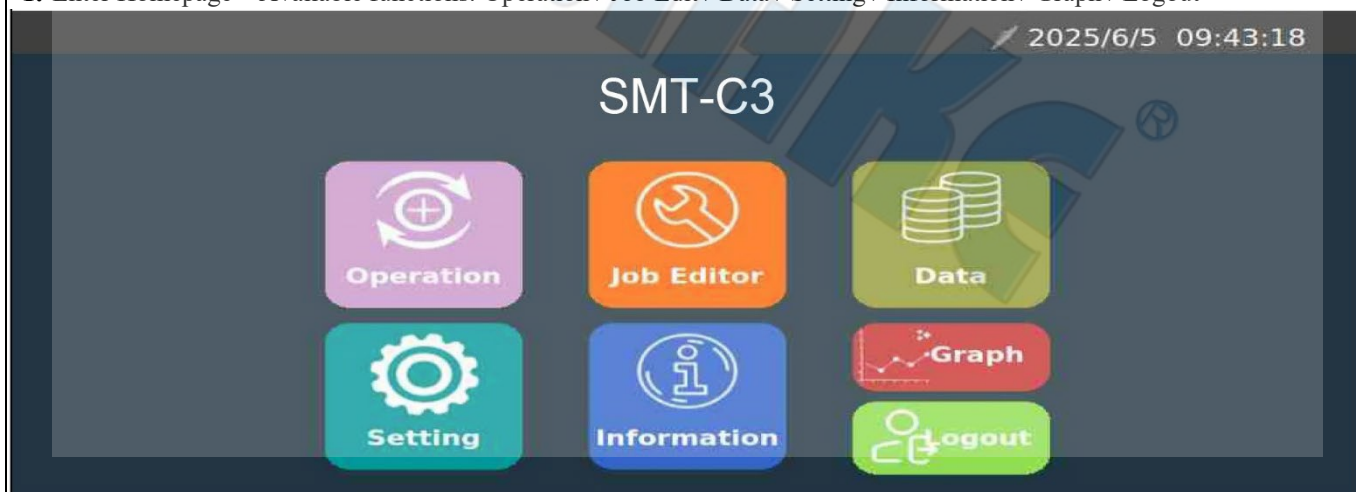 2025/6/5 09:43:18
SMT-C3
Operation
Job Editor
Data
Setting
Information
Graph
Logout